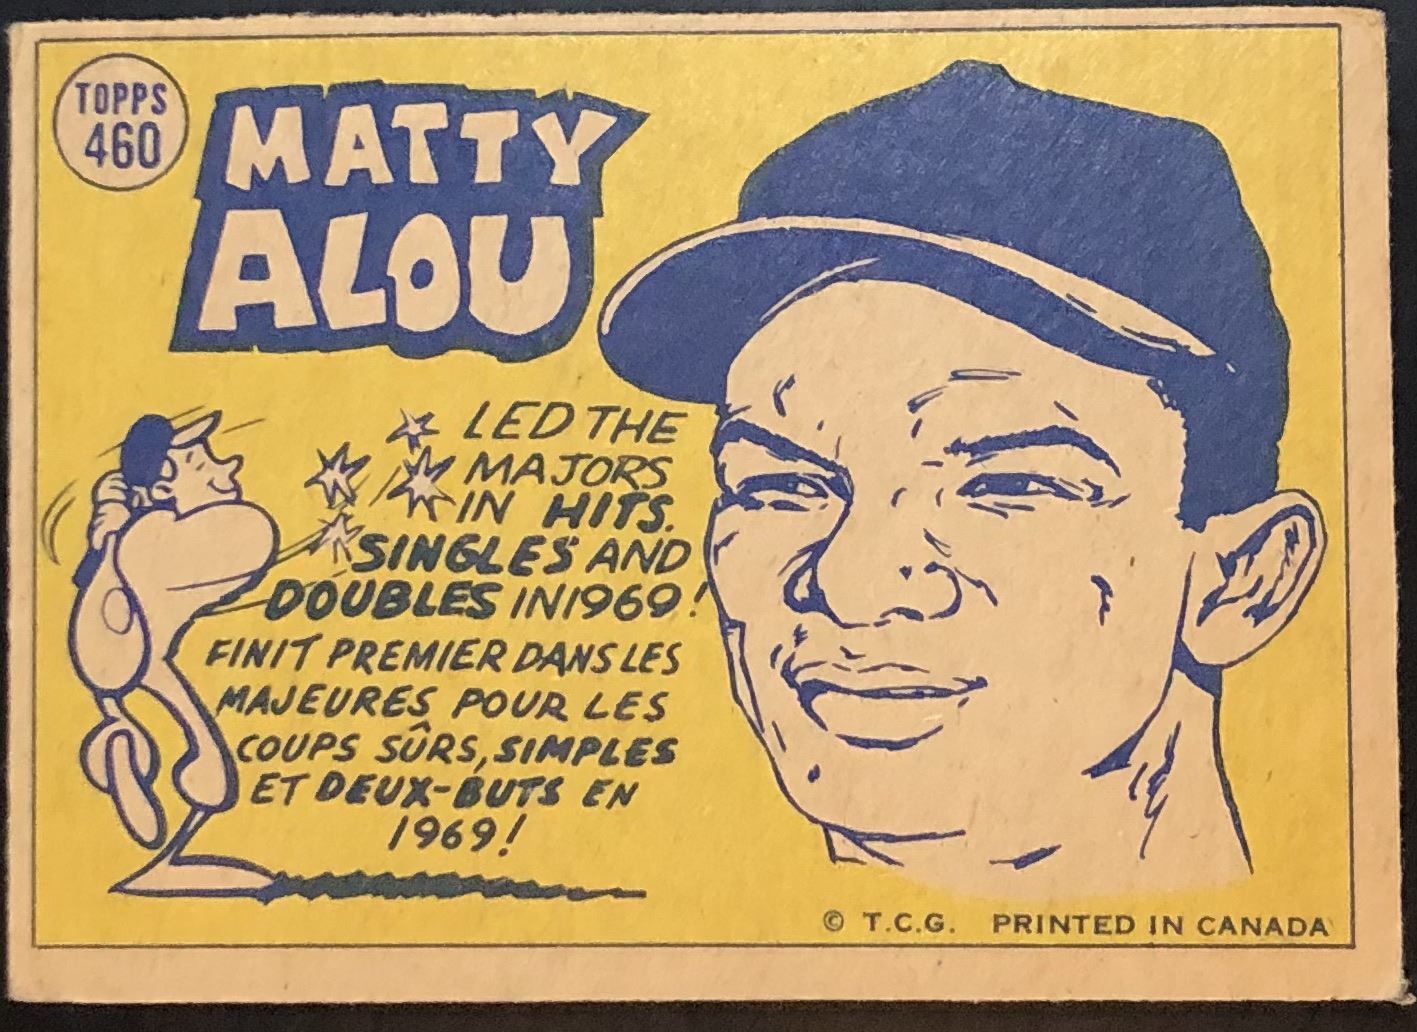 TOPPS
460
MATTY
ALOU
LED THE
MAJORS
IN HITS,
SINGLES AND
DOUBLES IN 1969!
FINIT PREMIER DANS LES
MAJEURES POUR LES
COUPS SÛRS, SIMPLES
ET DEUX-BUTS EN
1969!
© T.C.G. PRINTED IN CANADA